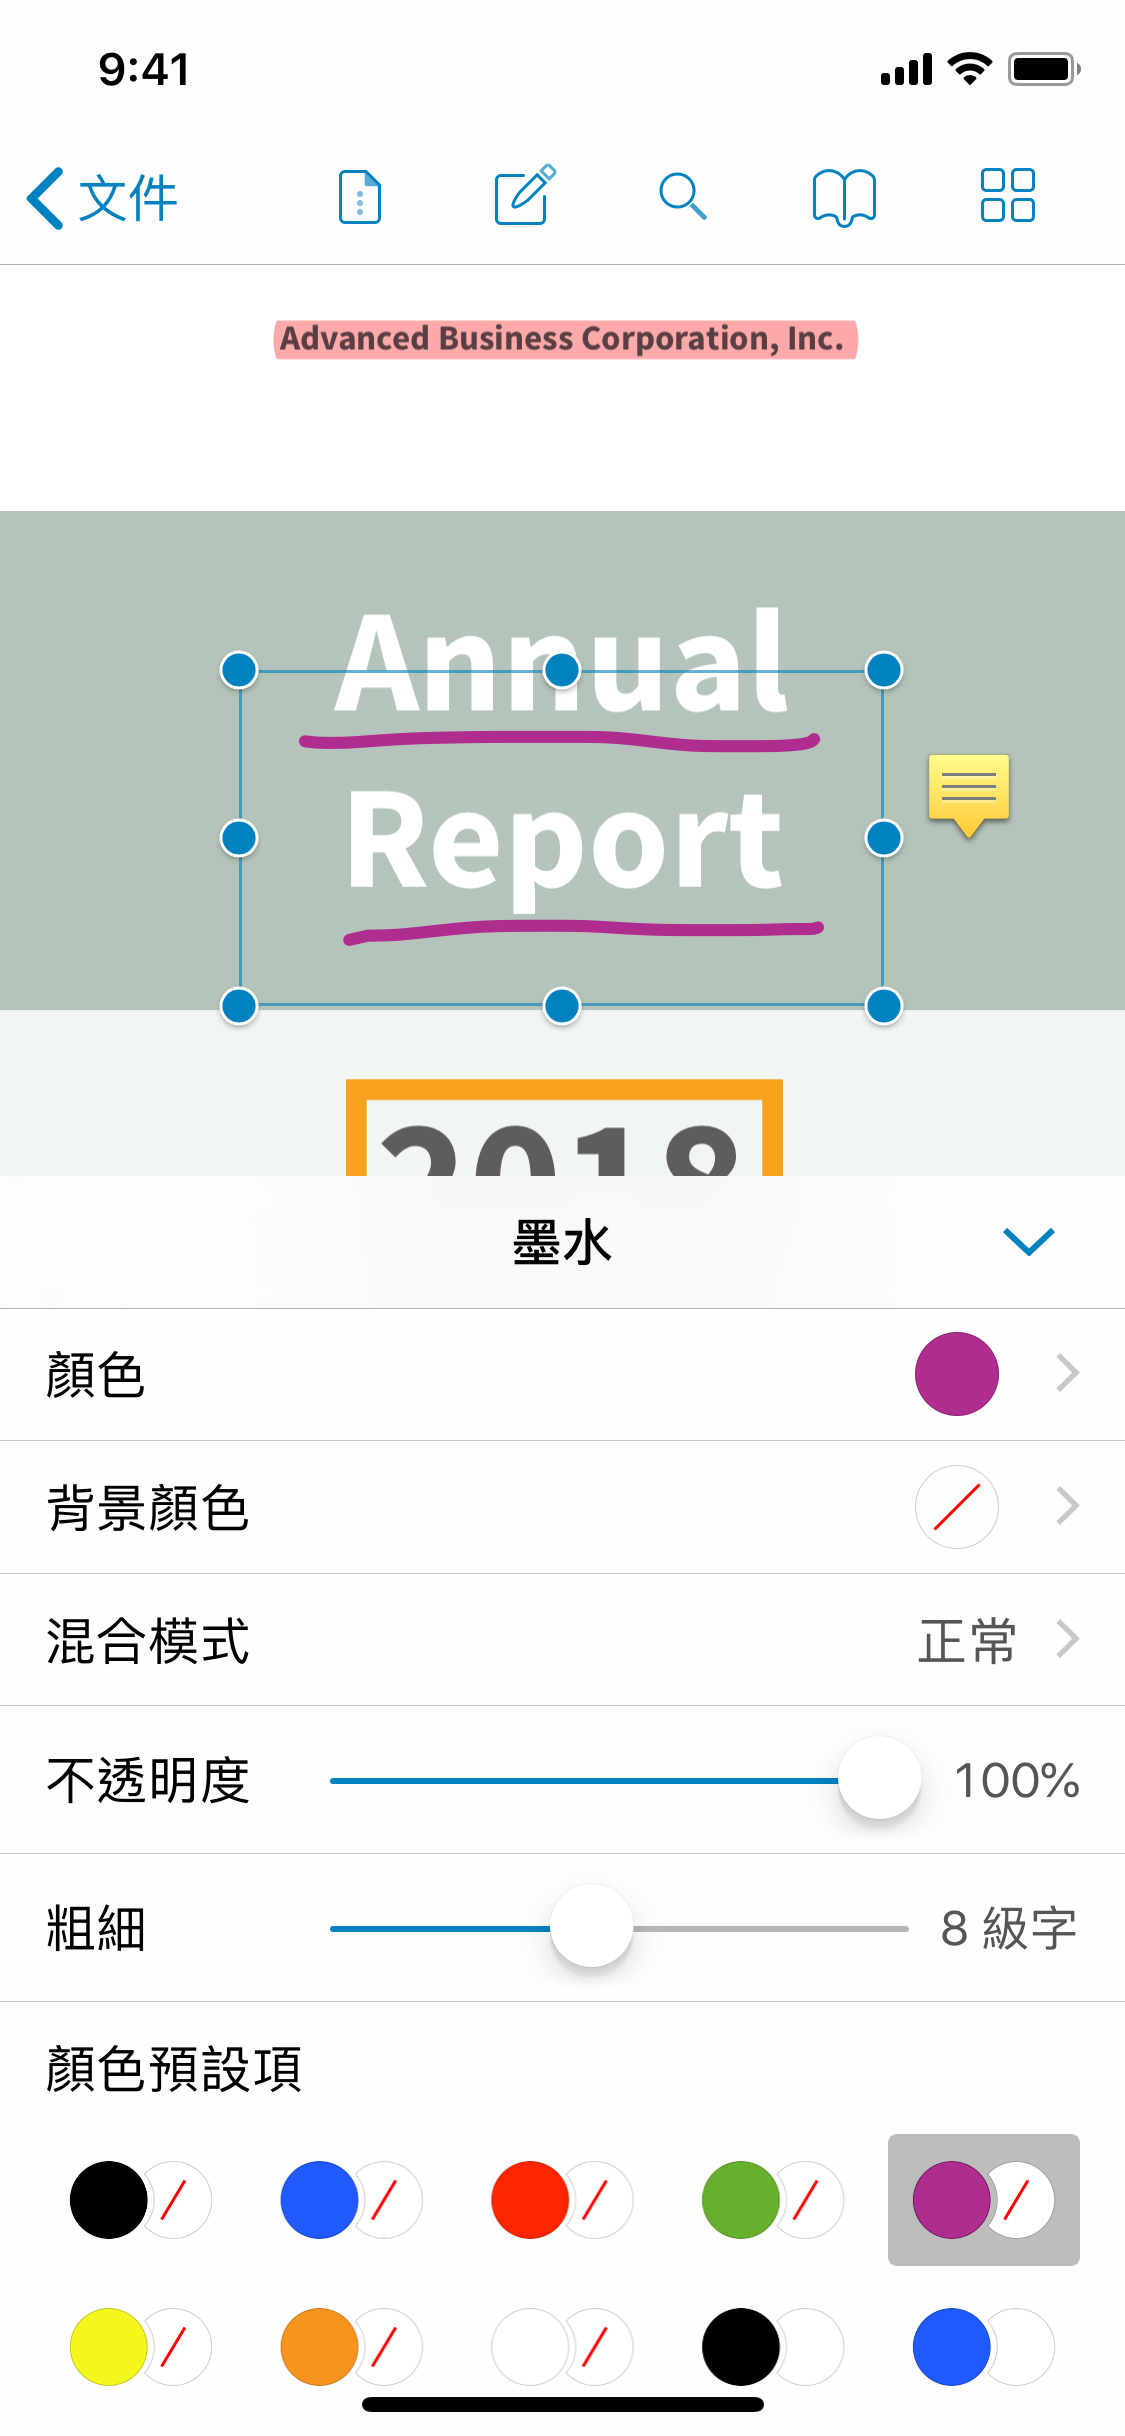 9:41
文件
Advanced Business Corporation, Inc.
Annual
Report
2018
墨水
顏色
背景顏色
混合模式 正常
不透明度 100%
粗細 8 級字
顏色預設項